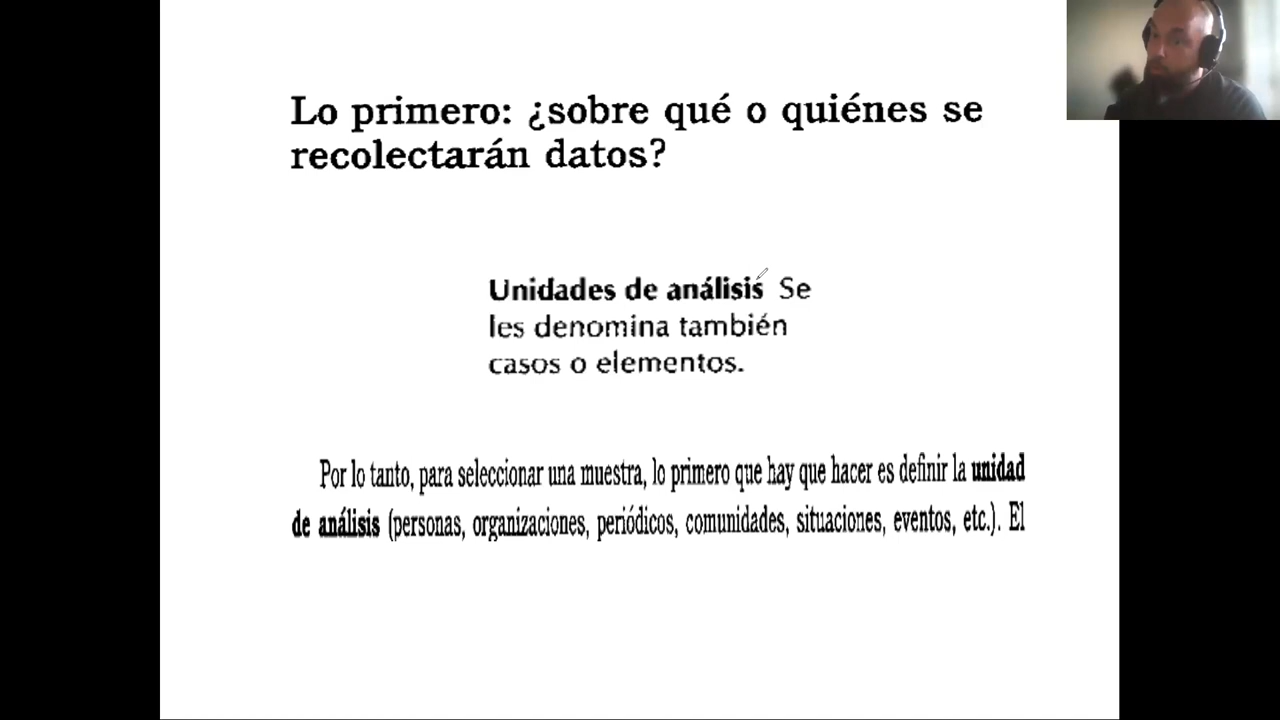 Lo primero: ¿sobre qué o quiénes se
recolectarán datos?
Unidades de análisis Se
les denomina también
casos o elementos.
Por lo tanto, para seleccionar una muestra, lo primero que hay que hacer es definir la unidad
de análisis (personas, organizaciones, periódicos, comunidades, situaciones, eventos, etc.). El